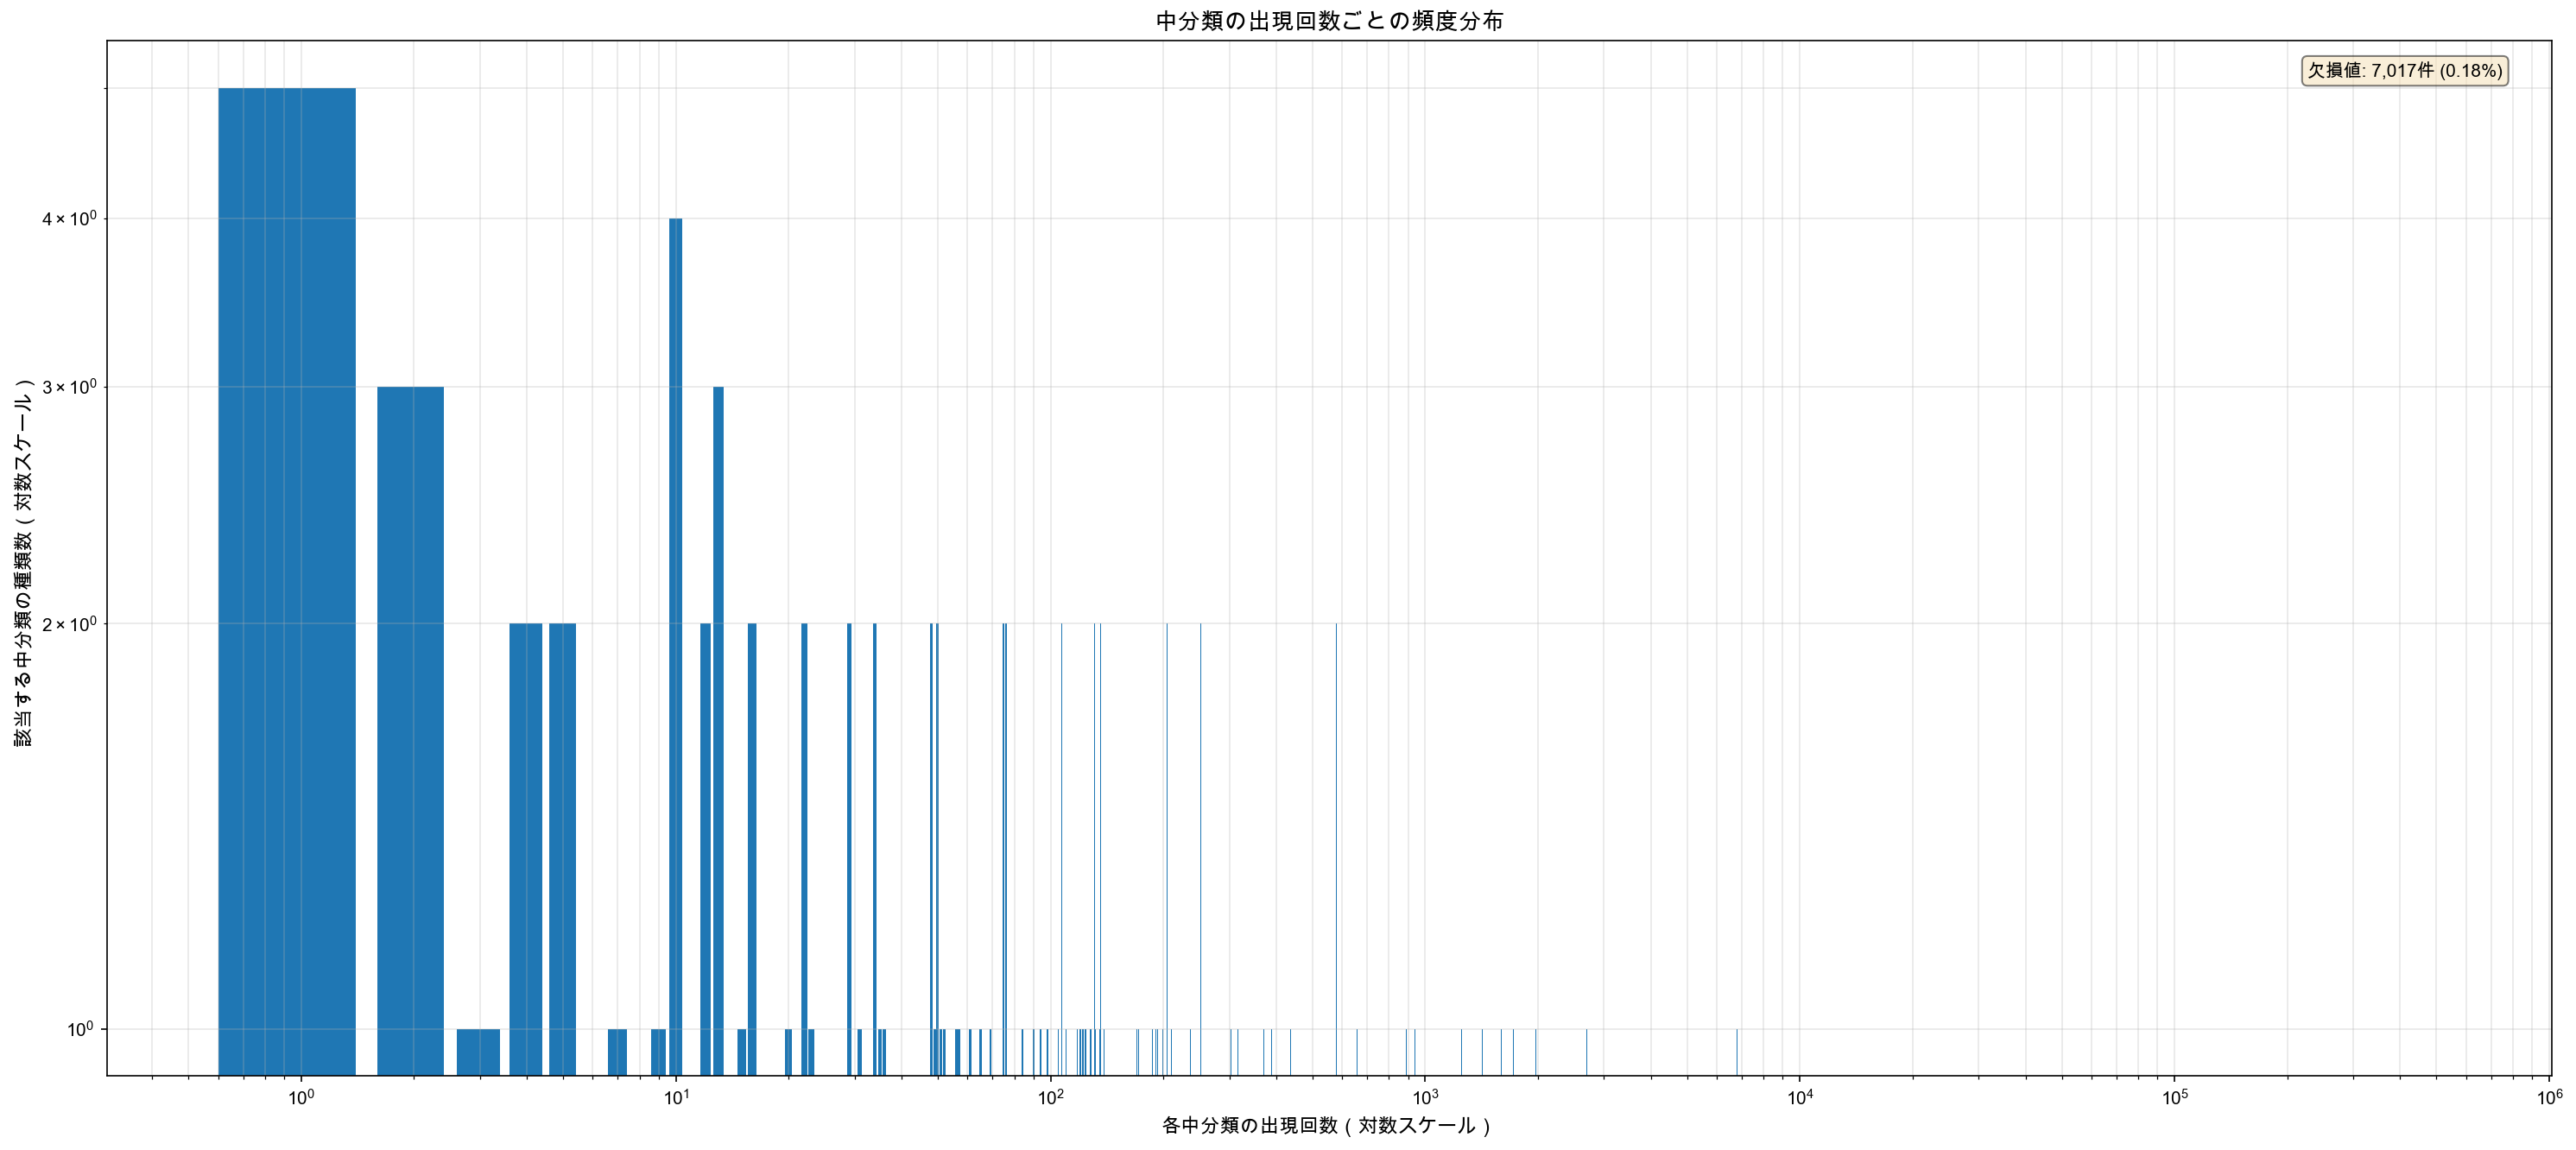 中分類の出現回数ごとの頻度分布
欠損値: 7,017件 (0.18%)
該当する中分類の種類数(対数スケール)
4 × 10⁰
3 × 10⁰
2 × 10⁰
10⁰
10⁰ 10¹ 10² 10³ 10⁴ 10⁵ 10⁶
各中分類の出現回数(対数スケール)